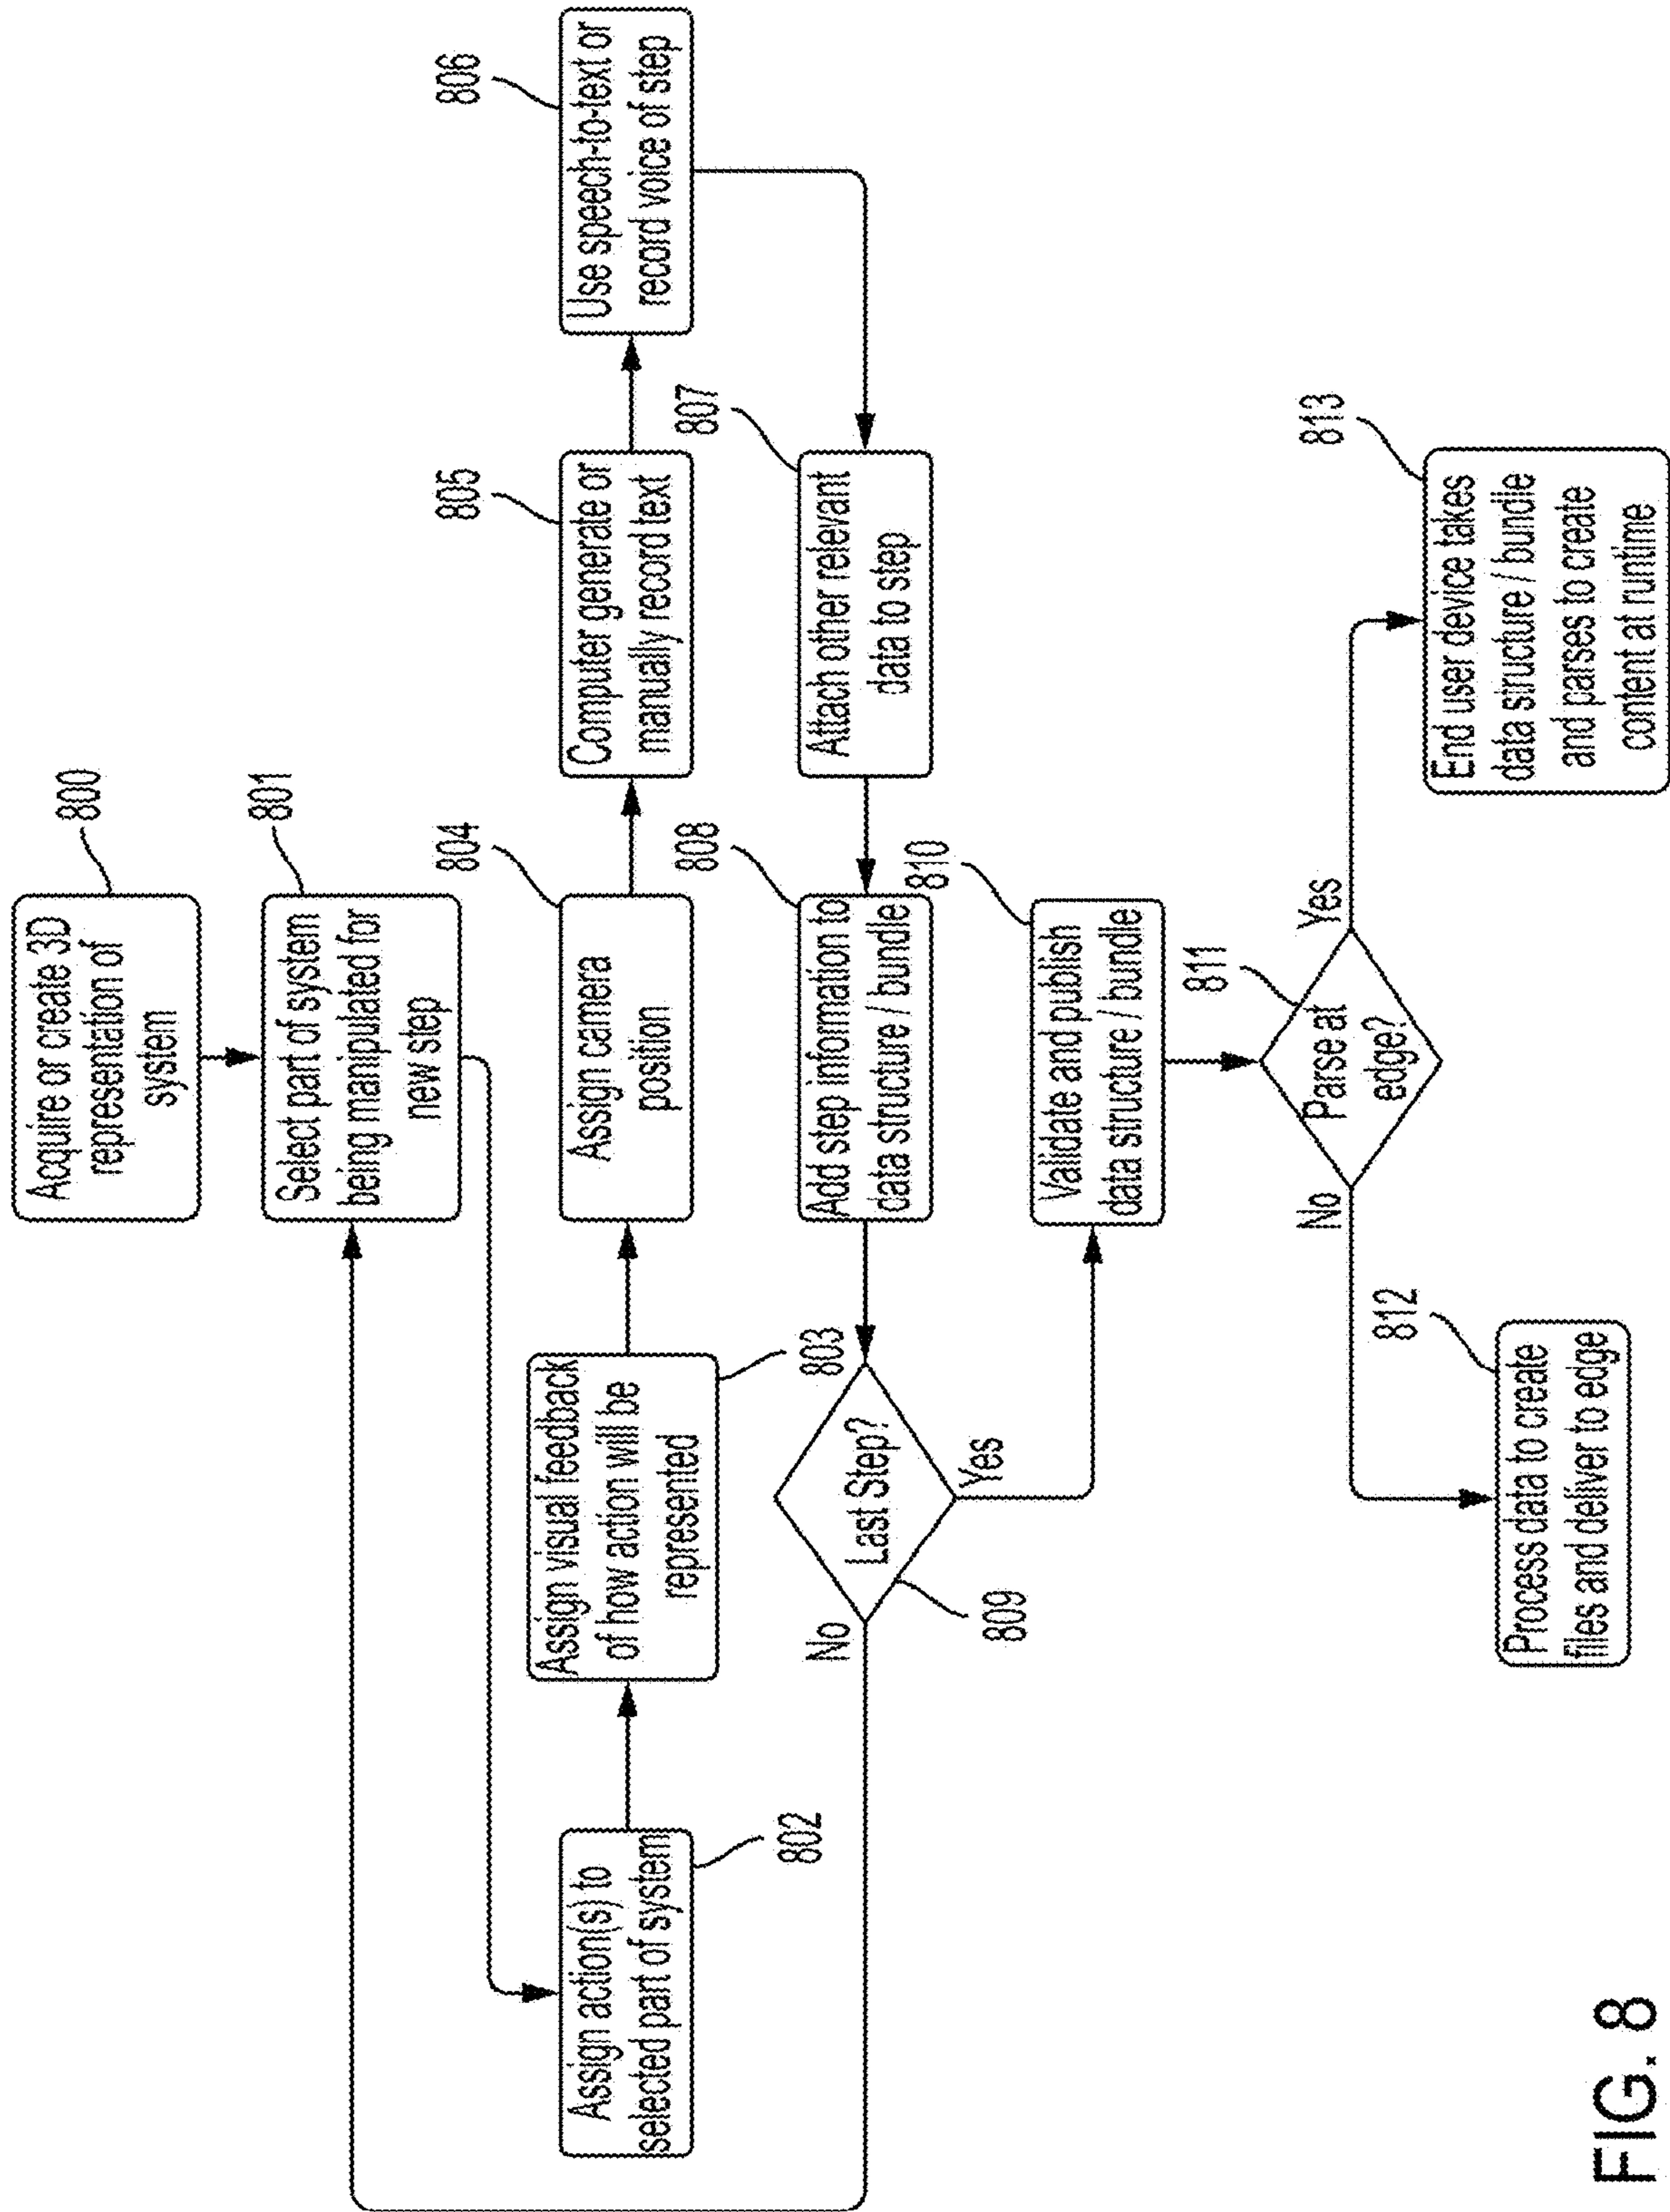 800
Acquire or create 3D
representation of
system
801
Select part of system
being manipulated for
new step
802
Assign action(s) to
selected part of system
803
Assign visual feedback
of how action will be
represented
804
Assign camera
position
805
Computer generate or
manually record text
806
Use speech-to-text or
record voice of step
807
Attach other relevant
data to step
808
Add step information to
data structure / bundle
809
Last Step?
No
Yes
810
Validate and publish
data structure / bundle
811
Parse at
edge?
No
Yes
812
Process data to create
files and deliver to edge
813
End user device takes
data structure / bundle
and parses to create
content at runtime
FIG. 8